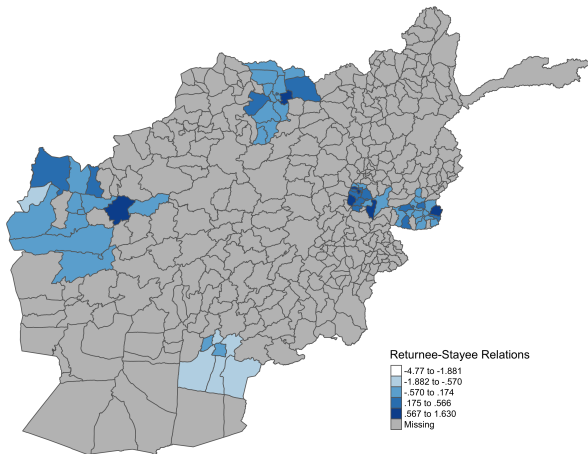 Returnee-Stayee Relations
-4.77 to -1.881
-1.882 to -.570
-.570 to .174
.175 to .566
.567 to 1.630
Missing